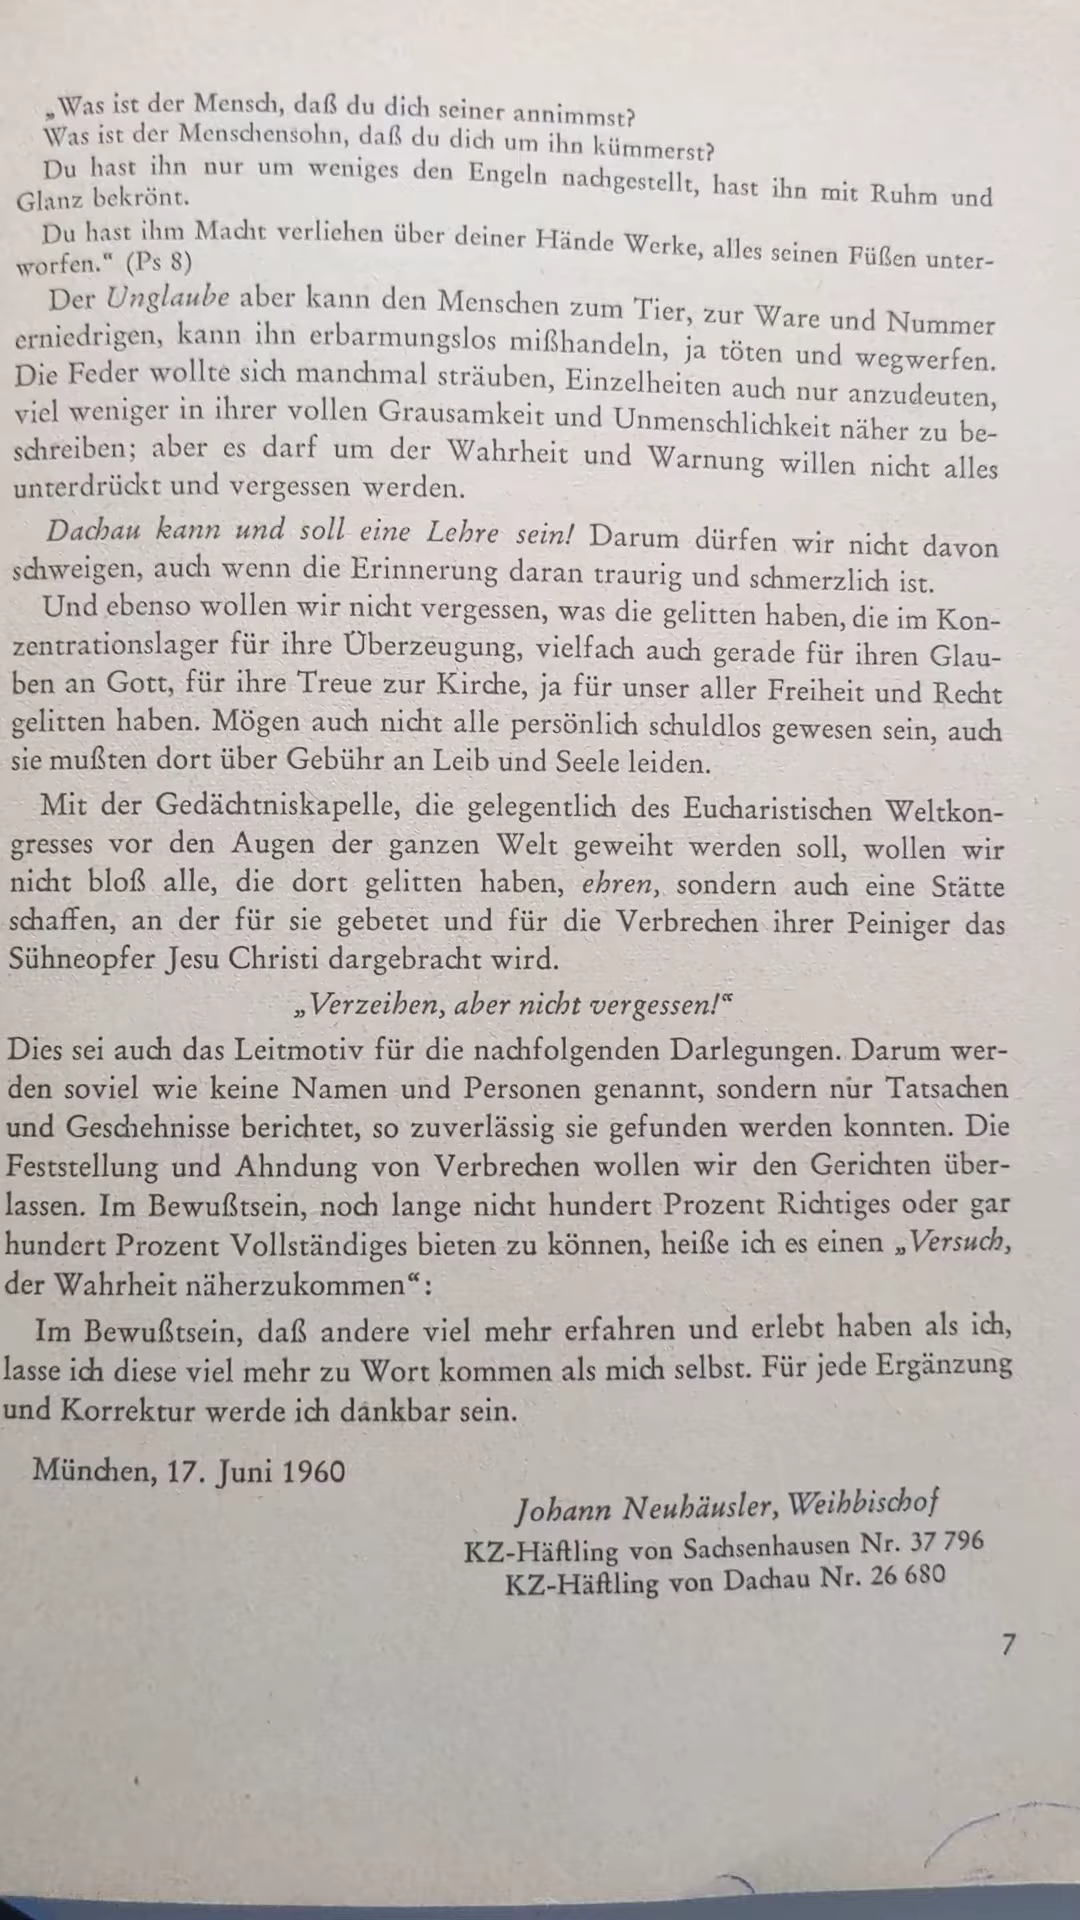 „Was ist der Mensch, daß du dich seiner annimmst?
Was ist der Menschensohn, daß du dich um ihn kümmerst?
Du hast ihn nur um weniges den Engeln nachgestellt, hast ihn mit Ruhm und
Glanz bekrönt.
Du hast ihm Macht verliehen über deiner Hände Werke, alles seinen Füßen unter-
worfen.“ (Ps 8)
Der Unglaube aber kann den Menschen zum Tier, zur Ware und Nummer
erniedrigen, kann ihn erbarmungslos mißhandeln, ja töten und wegwerfen.
Die Feder wollte sich manchmal sträuben, Einzelheiten auch nur anzudeuten,
viel weniger in ihrer vollen Grausamkeit und Unmenschlichkeit näher zu be-
schreiben; aber es darf um der Wahrheit und Warnung willen nicht alles
unterdrückt und vergessen werden.
Dachau kann und soll eine Lehre sein! Darum dürfen wir nicht davon
schweigen, auch wenn die Erinnerung daran traurig und schmerzlich ist.
Und ebenso wollen wir nicht vergessen, was die gelitten haben, die im Kon-
zentrationslager für ihre Überzeugung, vielfach auch gerade für ihren Glau-
ben an Gott, für ihre Treue zur Kirche, ja für unser aller Freiheit und Recht
gelitten haben. Mögen auch nicht alle persönlich schuldlos gewesen sein, auch
sie mußten dort über Gebühr an Leib und Seele leiden.
Mit der Gedächtniskapelle, die gelegentlich des Eucharistischen Weltkon-
gresses vor den Augen der ganzen Welt geweiht werden soll, wollen wir
nicht bloß alle, die dort gelitten haben, ehren, sondern auch eine Stätte
schaffen, an der für sie gebetet und für die Verbrechen ihrer Peiniger das
Sühneopfer Jesu Christi dargebracht wird.
„Verzeihen, aber nicht vergessen!“
Dies sei auch das Leitmotiv für die nachfolgenden Darlegungen. Darum wer-
den soviel wie keine Namen und Personen genannt, sondern nur Tatsachen
und Geschehnisse berichtet, so zuverlässig sie gefunden werden konnten. Die
Feststellung und Ahndung von Verbrechen wollen wir den Gerichten über-
lassen. Im Bewußtsein, noch lange nicht hundert Prozent Richtiges oder gar
hundert Prozent Vollständiges bieten zu können, heiße ich es einen „Versuch,
der Wahrheit näherzukommen“:
Im Bewußtsein, daß andere viel mehr erfahren und erlebt haben als ich,
lasse ich diese viel mehr zu Wort kommen als mich selbst. Für jede Ergänzung
und Korrektur werde ich dankbar sein.
München, 17. Juni 1960
Johann Neuhäusler, Weihbischof
KZ-Häftling von Sachsenhausen Nr. 37 796
KZ-Häftling von Dachau Nr. 26 680
7